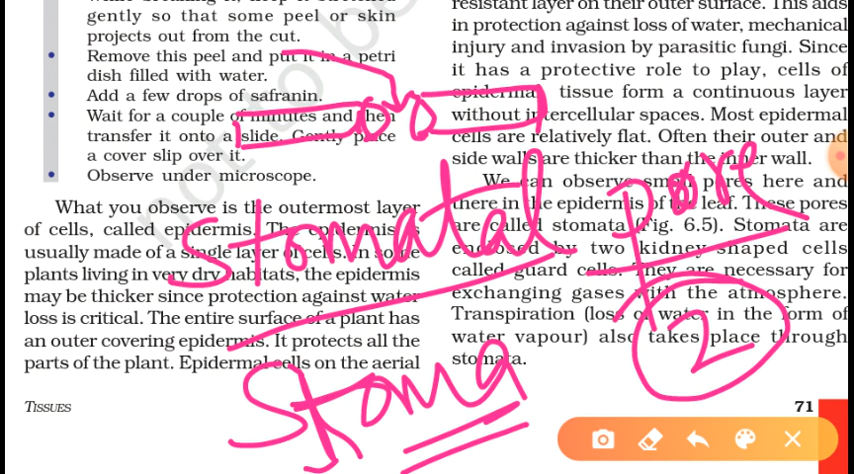 gently so that some peel or skin
projects out from the cut.
• Remove this peel and put it in a petri
dish filled with water.
• Add a few drops of safranin.
• Wait for a couple of minutes and then
transfer it onto a slide. Gently place
a cover slip over it.
• Observe under microscope.
What you observe is the outermost layer
of cells, called epidermis. The epidermis is
usually made of a single layer of cells. In some
plants living in very dry habitats, the epidermis
may be thicker since protection against water
loss is critical. The entire surface of a plant has
an outer covering epidermis. It protects all the
parts of the plant. Epidermal cells on the aerial
resistant layer on their outer surface. This aids
in protection against loss of water, mechanical
injury and invasion by parasitic fungi. Since
it has a protective role to play, cells of
epidermal tissue form a continuous layer
without intercellular spaces. Most epidermal
cells are relatively flat. Often their outer and
side walls are thicker than the inner wall.
We can observe small pores here and
there in the epidermis of the leaf. These pores
are called stomata (Fig. 6.5). Stomata are
enclosed by two kidney-shaped cells
called guard cells. They are necessary for
exchanging gases with the atmosphere.
Transpiration (loss of water in the form of
water vapour) also takes place through
stomata.
Stomatal pore
2
Stoma
TISSUES
71
not to be